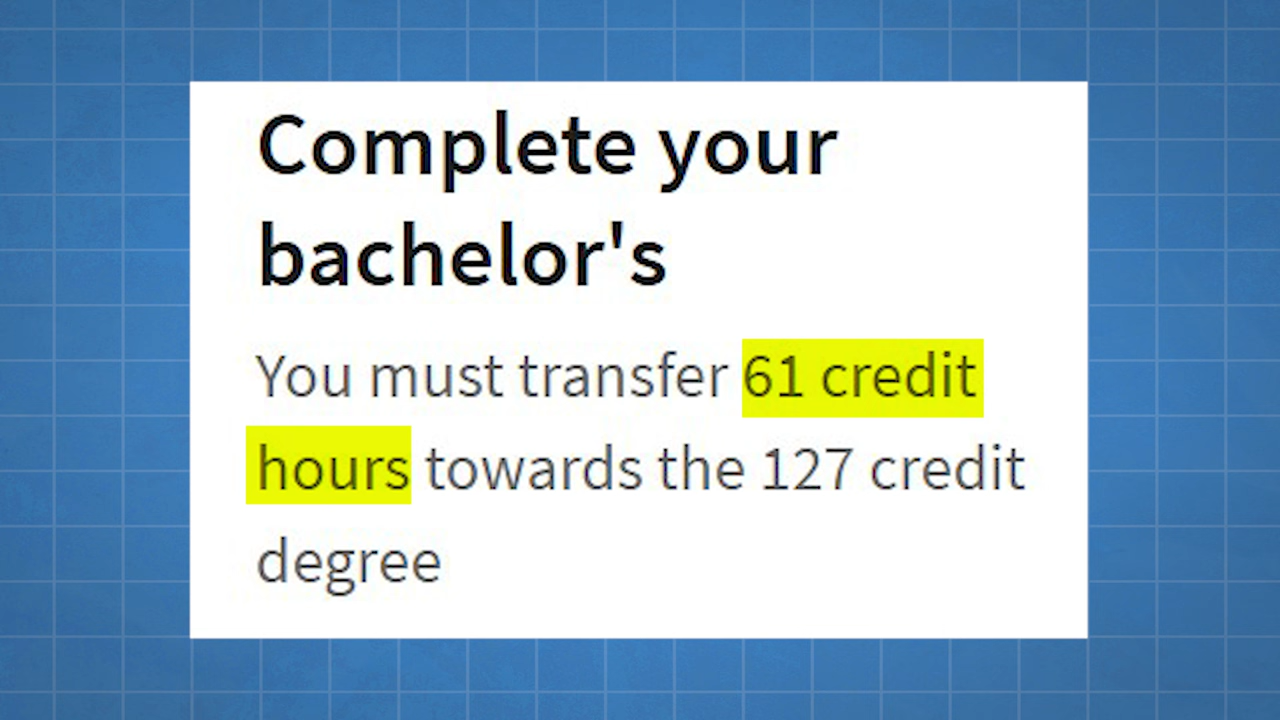 Complete your
bachelor's
You must transfer 61 credit
hours towards the 127 credit
degree